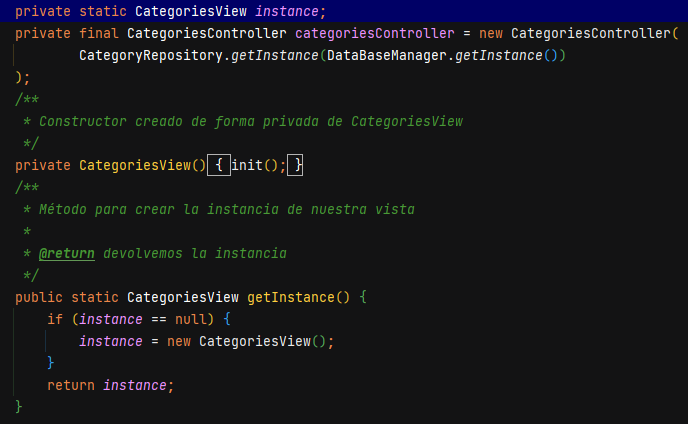 private static CategoriesView instance;
private final CategoriesController categoriesController = new CategoriesController(
CategoryRepository.getInstance(DataBaseManager.getInstance())
);
/**
* Constructor creado de forma privada de CategoriesView
*/
private CategoriesView() { init(); }
/**
* Método para crear la instancia de nuestra vista
*
* @return devolvemos la instancia
*/
public static CategoriesView getInstance() {
if (instance == null) {
instance = new CategoriesView();
}
return instance;
}